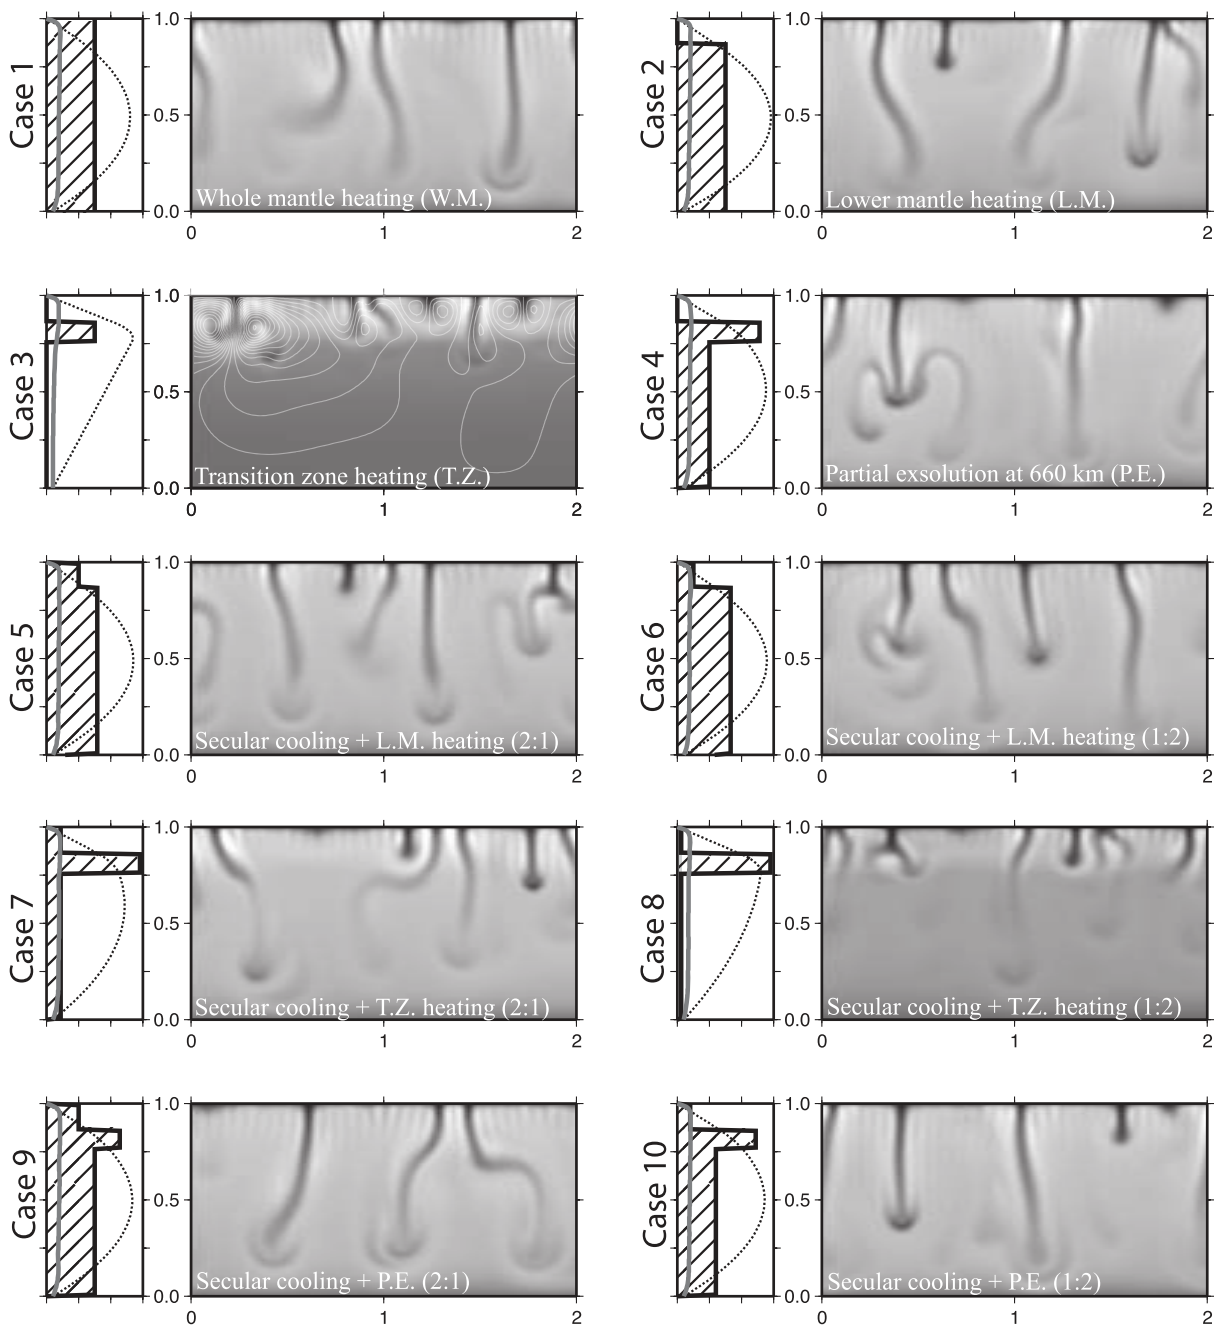 Case 1
1.0
0.5
0.0
Whole mantle heating (W.M.)
0 1 2
Case 2
1.0
0.5
0.0
Lower mantle heating (L.M.)
0 1 2
Case 3
1.0
0.5
0.0
Transition zone heating (T.Z.)
0 1 2
Case 4
1.0
0.5
0.0
Partial exsolution at 660 km (P.E.)
0 1 2
Case 5
1.0
0.5
0.0
Secular cooling + L.M. heating (2:1)
0 1 2
Case 6
1.0
0.5
0.0
Secular cooling + L.M. heating (1:2)
0 1 2
Case 7
1.0
0.5
0.0
Secular cooling + T.Z. heating (2:1)
0 1 2
Case 8
1.0
0.5
0.0
Secular cooling + T.Z. heating (1:2)
0 1 2
Case 9
1.0
0.5
0.0
Secular cooling + P.E. (2:1)
0 1 2
Case 10
1.0
0.5
0.0
Secular cooling + P.E. (1:2)
0 1 2